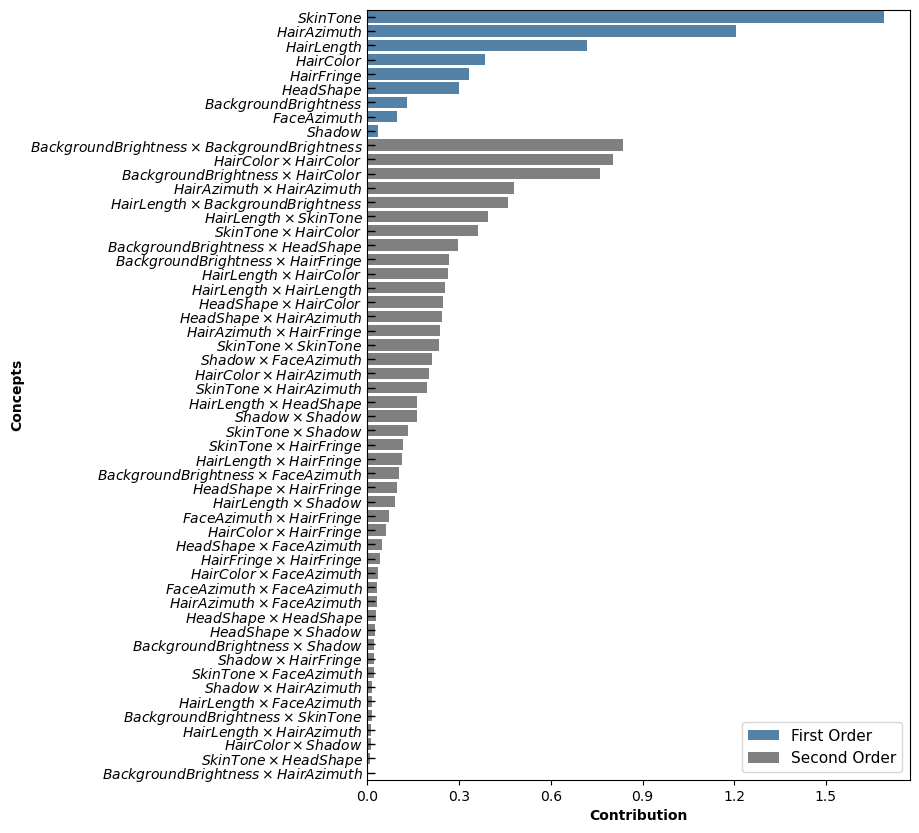 SkinTone
HairAzimuth
HairLength
HairColor
HairFringe
HeadShape
BackgroundBrightness
FaceAzimuth
Shadow
BackgroundBrightness × BackgroundBrightness
HairColor × HairColor
BackgroundBrightness × HairColor
HairAzimuth × HairAzimuth
HairLength × BackgroundBrightness
HairLength × SkinTone
SkinTone × HairColor
BackgroundBrightness × HeadShape
BackgroundBrightness × HairFringe
HairLength × HairColor
HairLength × HairLength
HeadShape × HairColor
HeadShape × HairAzimuth
HairAzimuth × HairFringe
SkinTone × SkinTone
Shadow × FaceAzimuth
HairColor × HairAzimuth
SkinTone × HairAzimuth
HairLength × HeadShape
Shadow × Shadow
SkinTone × Shadow
SkinTone × HairFringe
HairLength × HairFringe
BackgroundBrightness × FaceAzimuth
HeadShape × HairFringe
HairLength × Shadow
FaceAzimuth × HairFringe
HairColor × HairFringe
HeadShape × FaceAzimuth
HairFringe × HairFringe
HairColor × FaceAzimuth
FaceAzimuth × FaceAzimuth
HairAzimuth × FaceAzimuth
HeadShape × HeadShape
HeadShape × Shadow
BackgroundBrightness × Shadow
Shadow × HairFringe
SkinTone × FaceAzimuth
Shadow × HairAzimuth
HairLength × FaceAzimuth
BackgroundBrightness × SkinTone
HairLength × HairAzimuth
HairColor × Shadow
SkinTone × HeadShape
BackgroundBrightness × HairAzimuth
Concepts
First Order
Second Order
0.0 0.3 0.6 0.9 1.2 1.5
Contribution